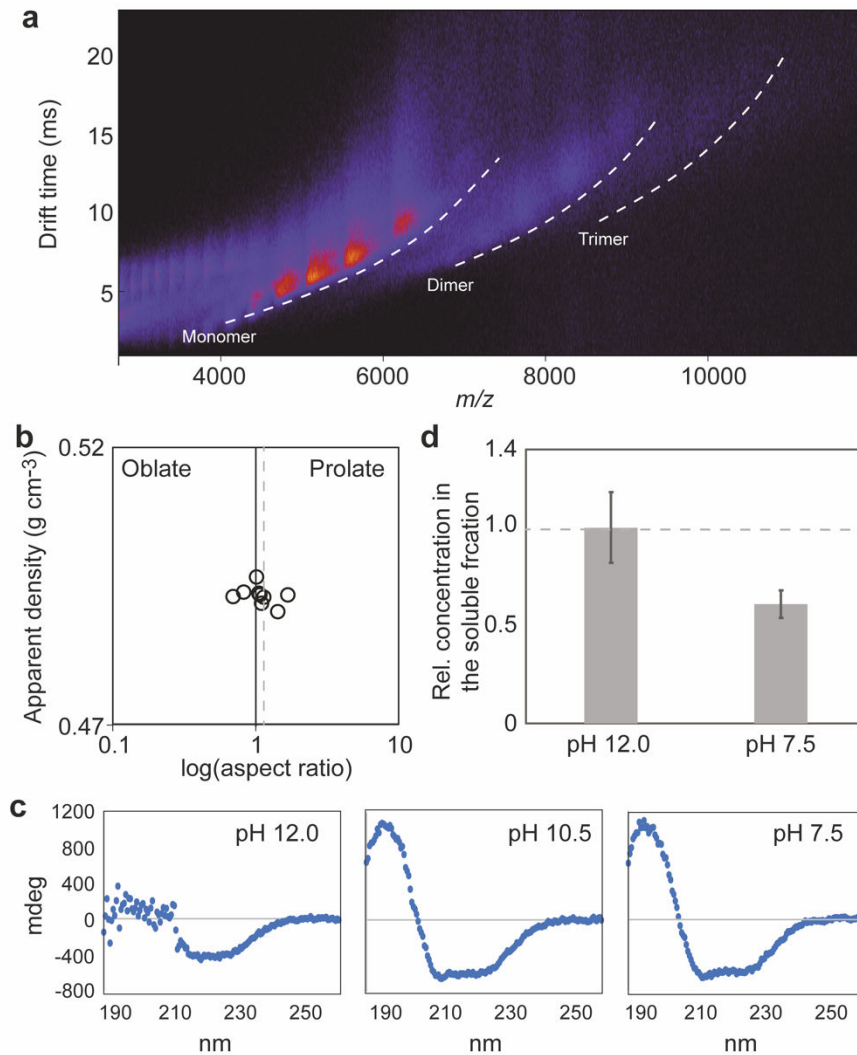 a
20
15
10
5
Drift time (ms)
Monomer
Dimer
Trimer
4000 6000 8000 10000
m/z
b
0.52
Oblate Prolate
Apparent density (g cm-3)
0.47
0.1 1 10
log(aspect ratio)
d
1.4
1.0
0.5
0
Rel. concentration in
the soluble frcation
pH 12.0 pH 7.5
c
1200
800
400
0
-400
-800
mdeg
pH 12.0 pH 10.5 pH 7.5
190 210 230 250 190 210 230 250 190 210 230 250
nm nm nm